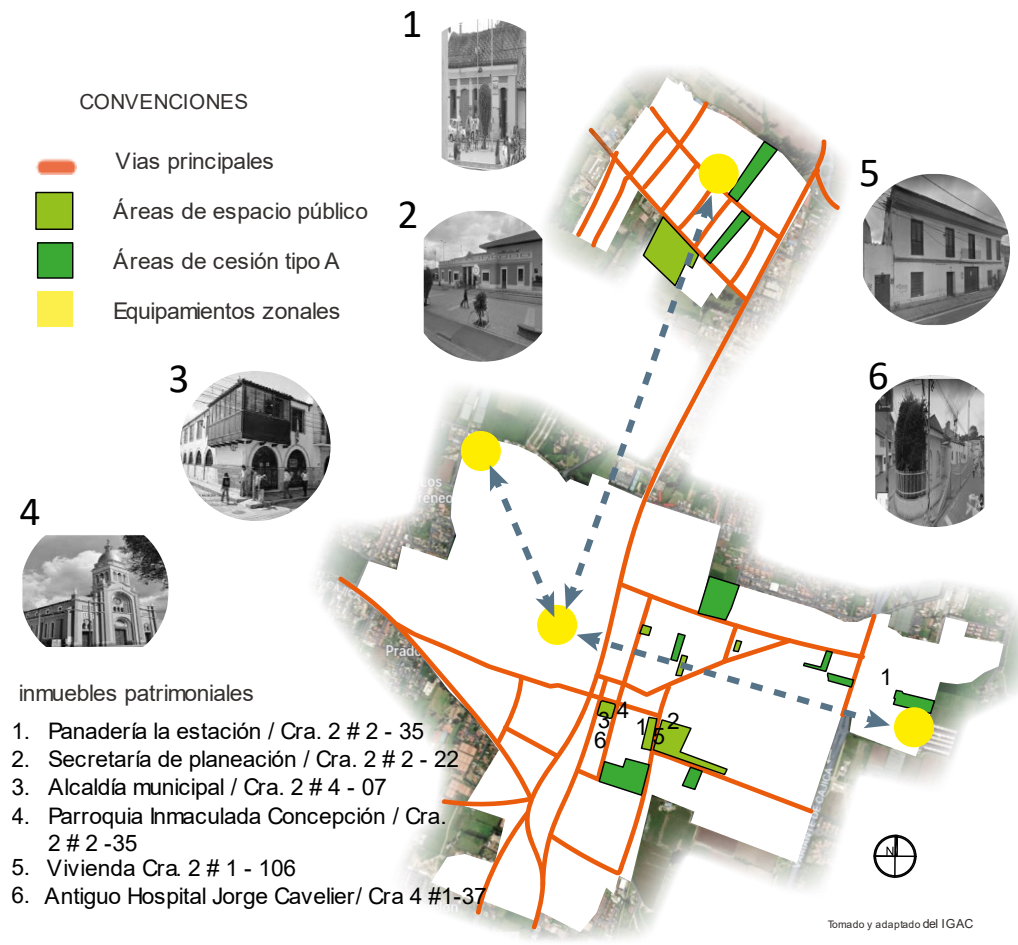 CONVENCIONES
Vias principales
Áreas de espacio público
Áreas de cesión tipo A
Equipamientos zonales
1
2
3
4
5
6
Los
Prado
1
4
3
1
2
5
6
inmuebles patrimoniales
1. Panadería la estación / Cra. 2 # 2 - 35
2. Secretaría de planeación / Cra. 2 # 2 - 22
3. Alcaldía municipal / Cra. 2 # 4 - 07
4. Parroquia Inmaculada Concepción / Cra.
2 # 2 -35
5. Vivienda Cra. 2 # 1 - 106
6. Antiguo Hospital Jorge Cavelier/ Cra 4 #1-37
DE CAJICA
N
Tomado y adaptado del IGAC